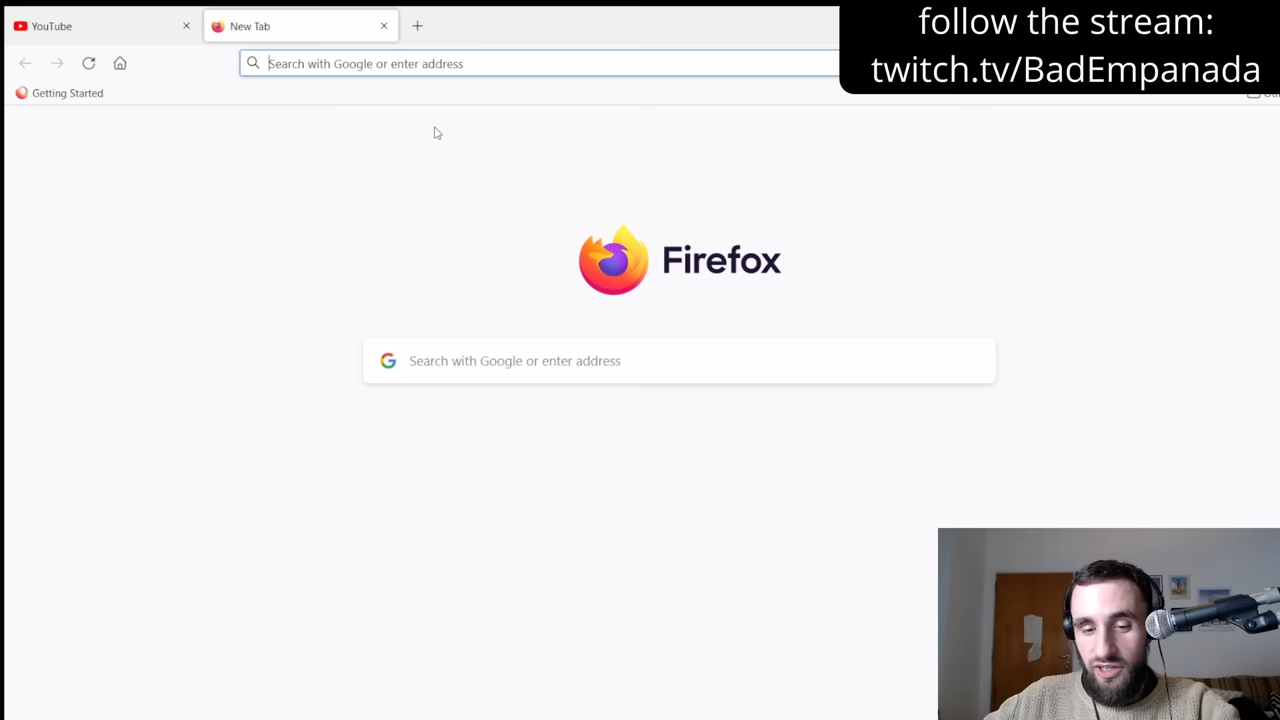 YouTube
New Tab
follow the stream:
twitch.tv/BadEmpanada
Search with Google or enter address
Getting Started
Firefox
Search with Google or enter address